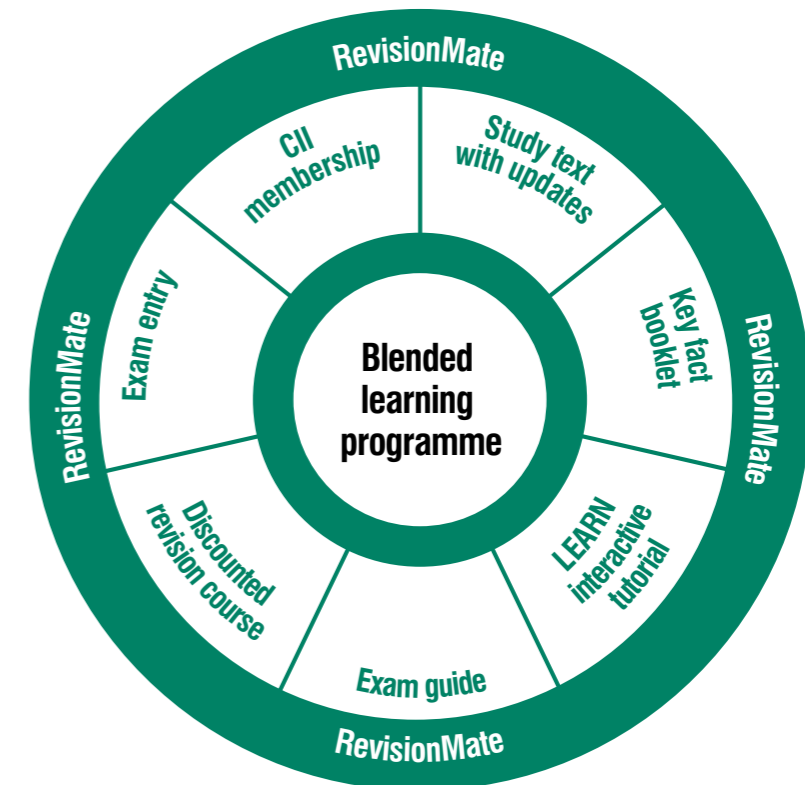 RevisionMate
CII
membership
Study text
with updates
Exam entry
Key fact
booklet
RevisionMate
Blended
learning
programme
RevisionMate
Discounted
revision course
LEARN
interactive
tutorial
Exam guide
RevisionMate